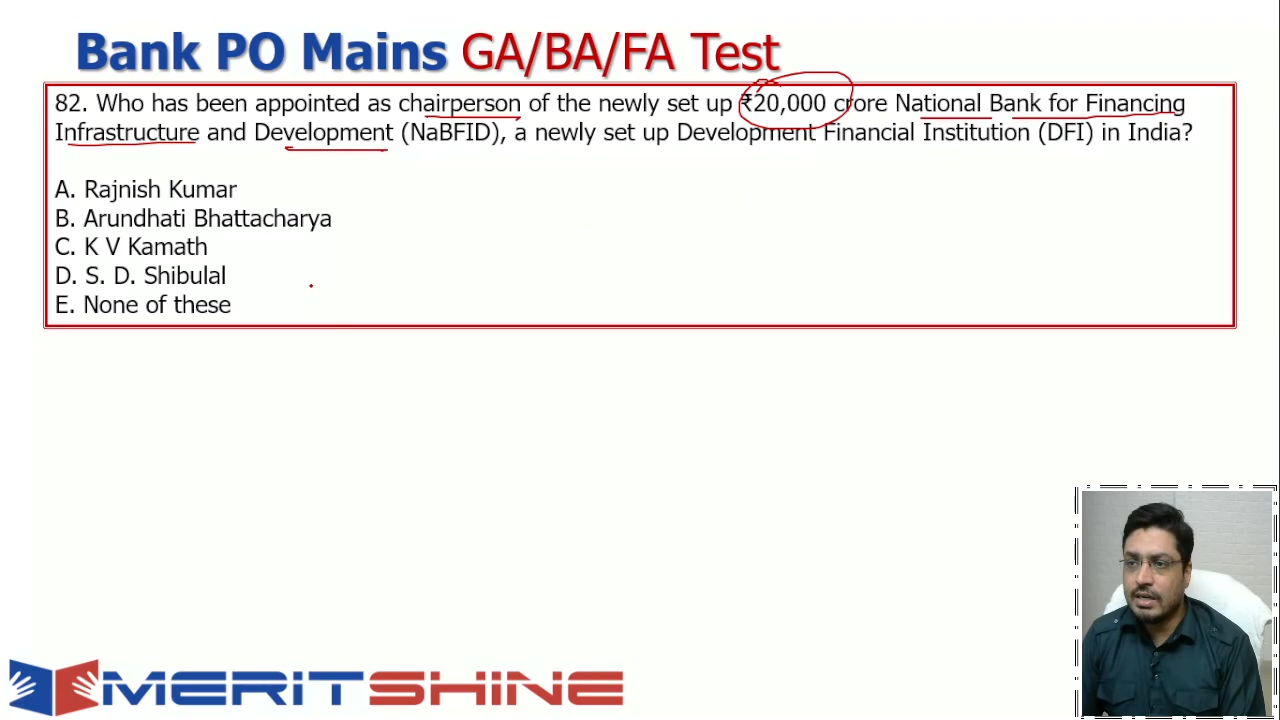 Bank PO Mains GA/BA/FA Test
82. Who has been appointed as chairperson of the newly set up ₹20,000 crore National Bank for Financing
Infrastructure and Development (NaBFID), a newly set up Development Financial Institution (DFI) in India?
A. Rajnish Kumar
B. Arundhati Bhattacharya
C. K V Kamath
D. S. D. Shibulal
E. None of these
MERITSHINE